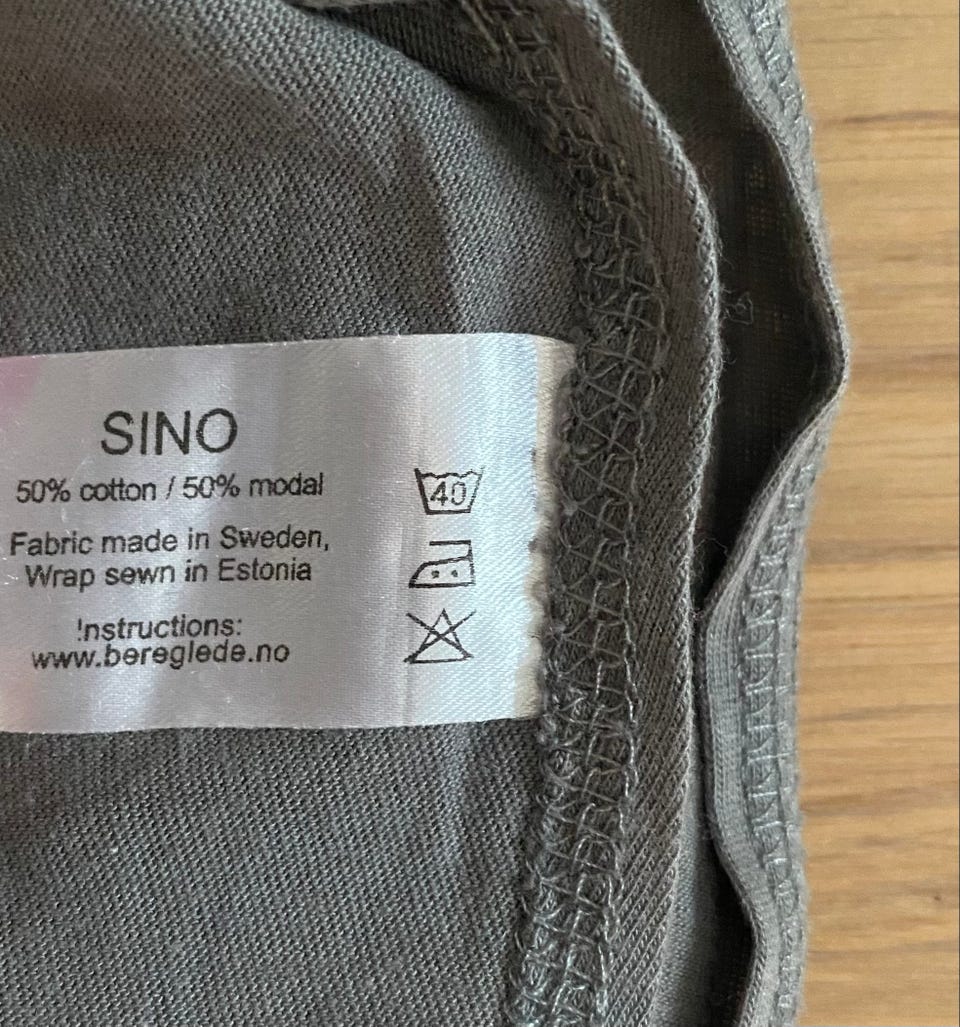 SINO
50% cotton / 50% modal
Fabric made in Sweden,
Wrap sewn in Estonia
Instructions:
www.bereglede.no
40